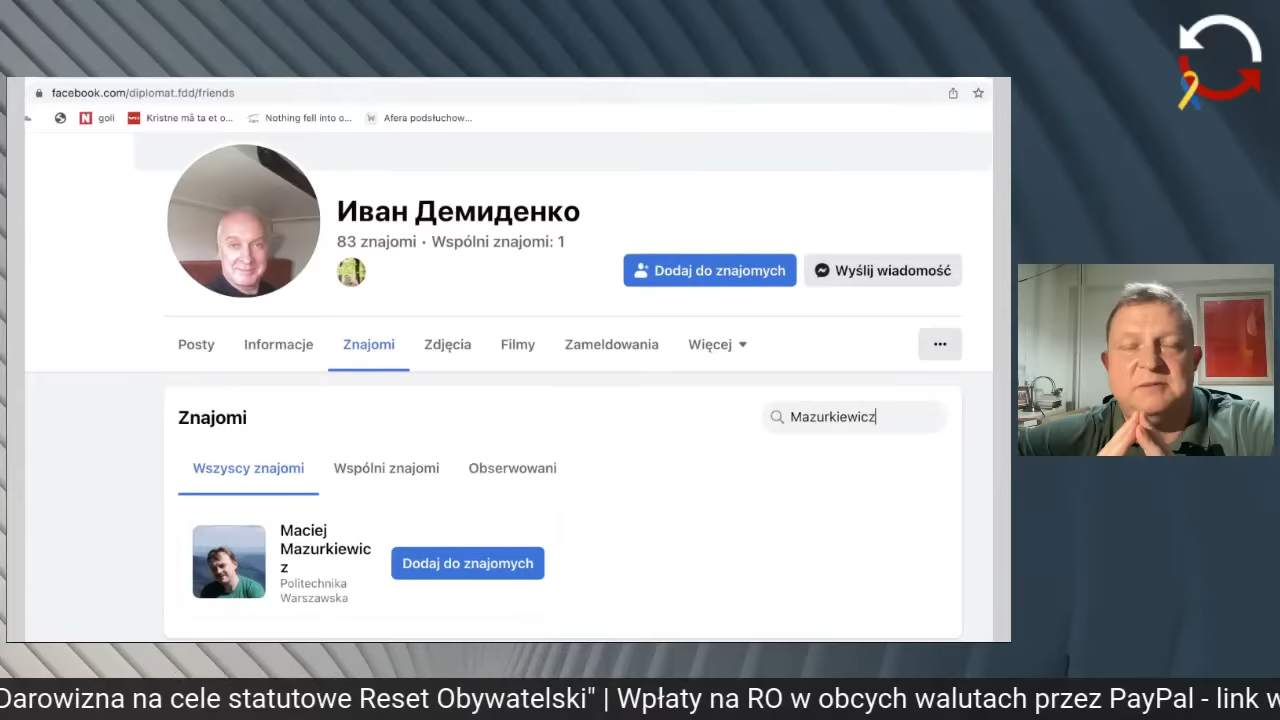 facebook.com/diplomat.fdd/friends
N goli
Kristne må ta et o...
Nothing fell into o...
W Afera podsłuchow...
Иван Демиденко
83 znajomi · Wspólni znajomi: 1
Dodaj do znajomych
Wyślij wiadomość
Posty
Informacje
Znajomi
Zdjęcia
Filmy
Zameldowania
Więcej
Znajomi
Mazurkiewicz
Wszyscy znajomi
Wspólni znajomi
Obserwowani
Maciej
Mazurkiewic
z
Politechnika
Warszawska
Dodaj do znajomych
Darowizna na cele statutowe Reset Obywatelski" | Wpłaty na RO w obcych walutach przez PayPal - link w